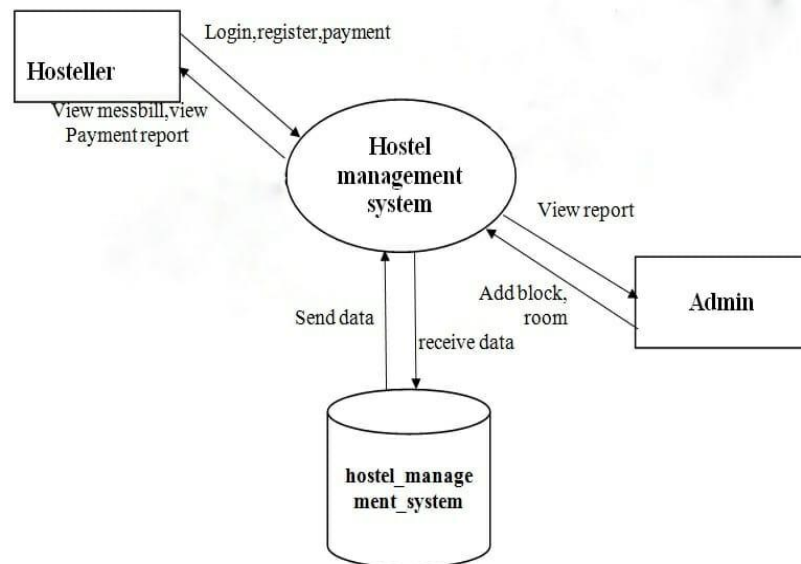 Login,register,payment
Hosteller
View messbill,view
Payment report
Hostel
management
system
View report
Add block,
room
Admin
Send data
receive data
hostel_manage
ment_system